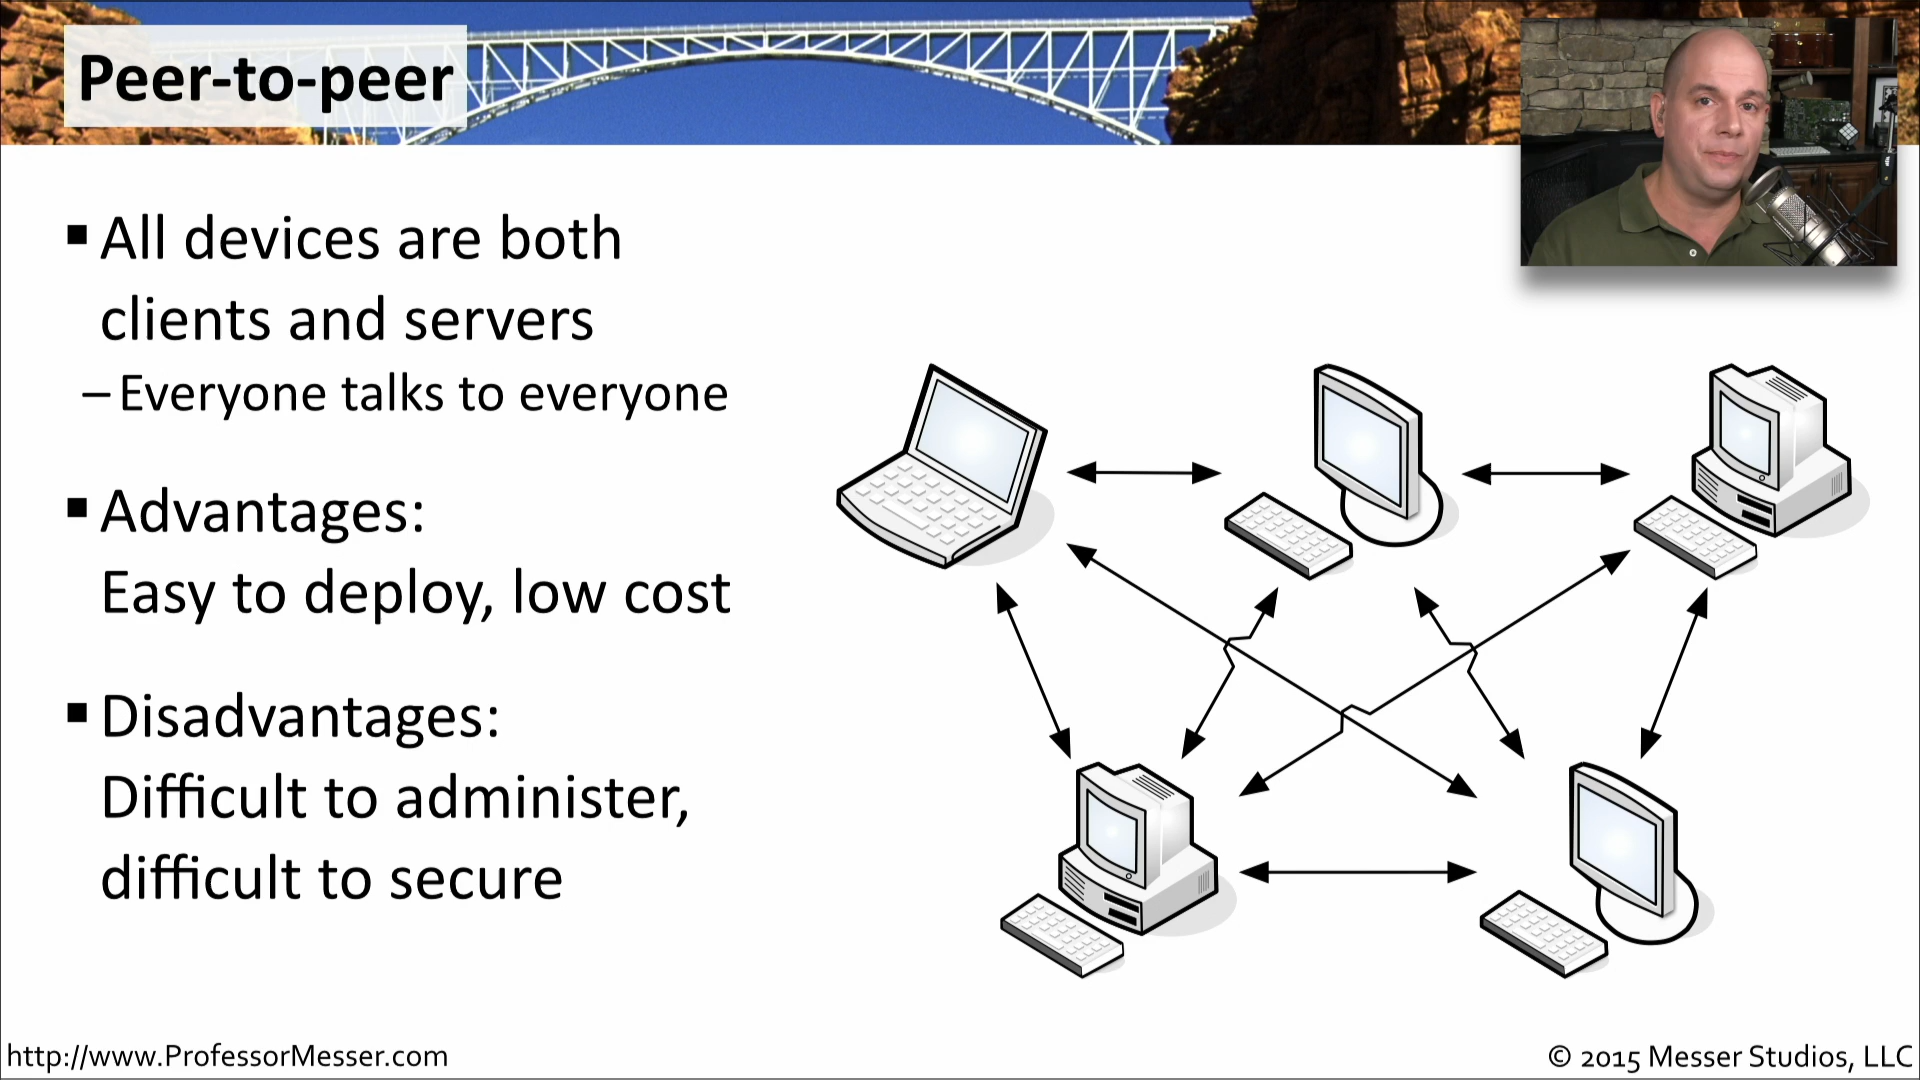 Peer-to-peer
▪ All devices are both
clients and servers
– Everyone talks to everyone
▪ Advantages:
Easy to deploy, low cost
▪ Disadvantages:
Difficult to administer,
difficult to secure
http://www.ProfessorMesser.com
© 2015 Messer Studios, LLC